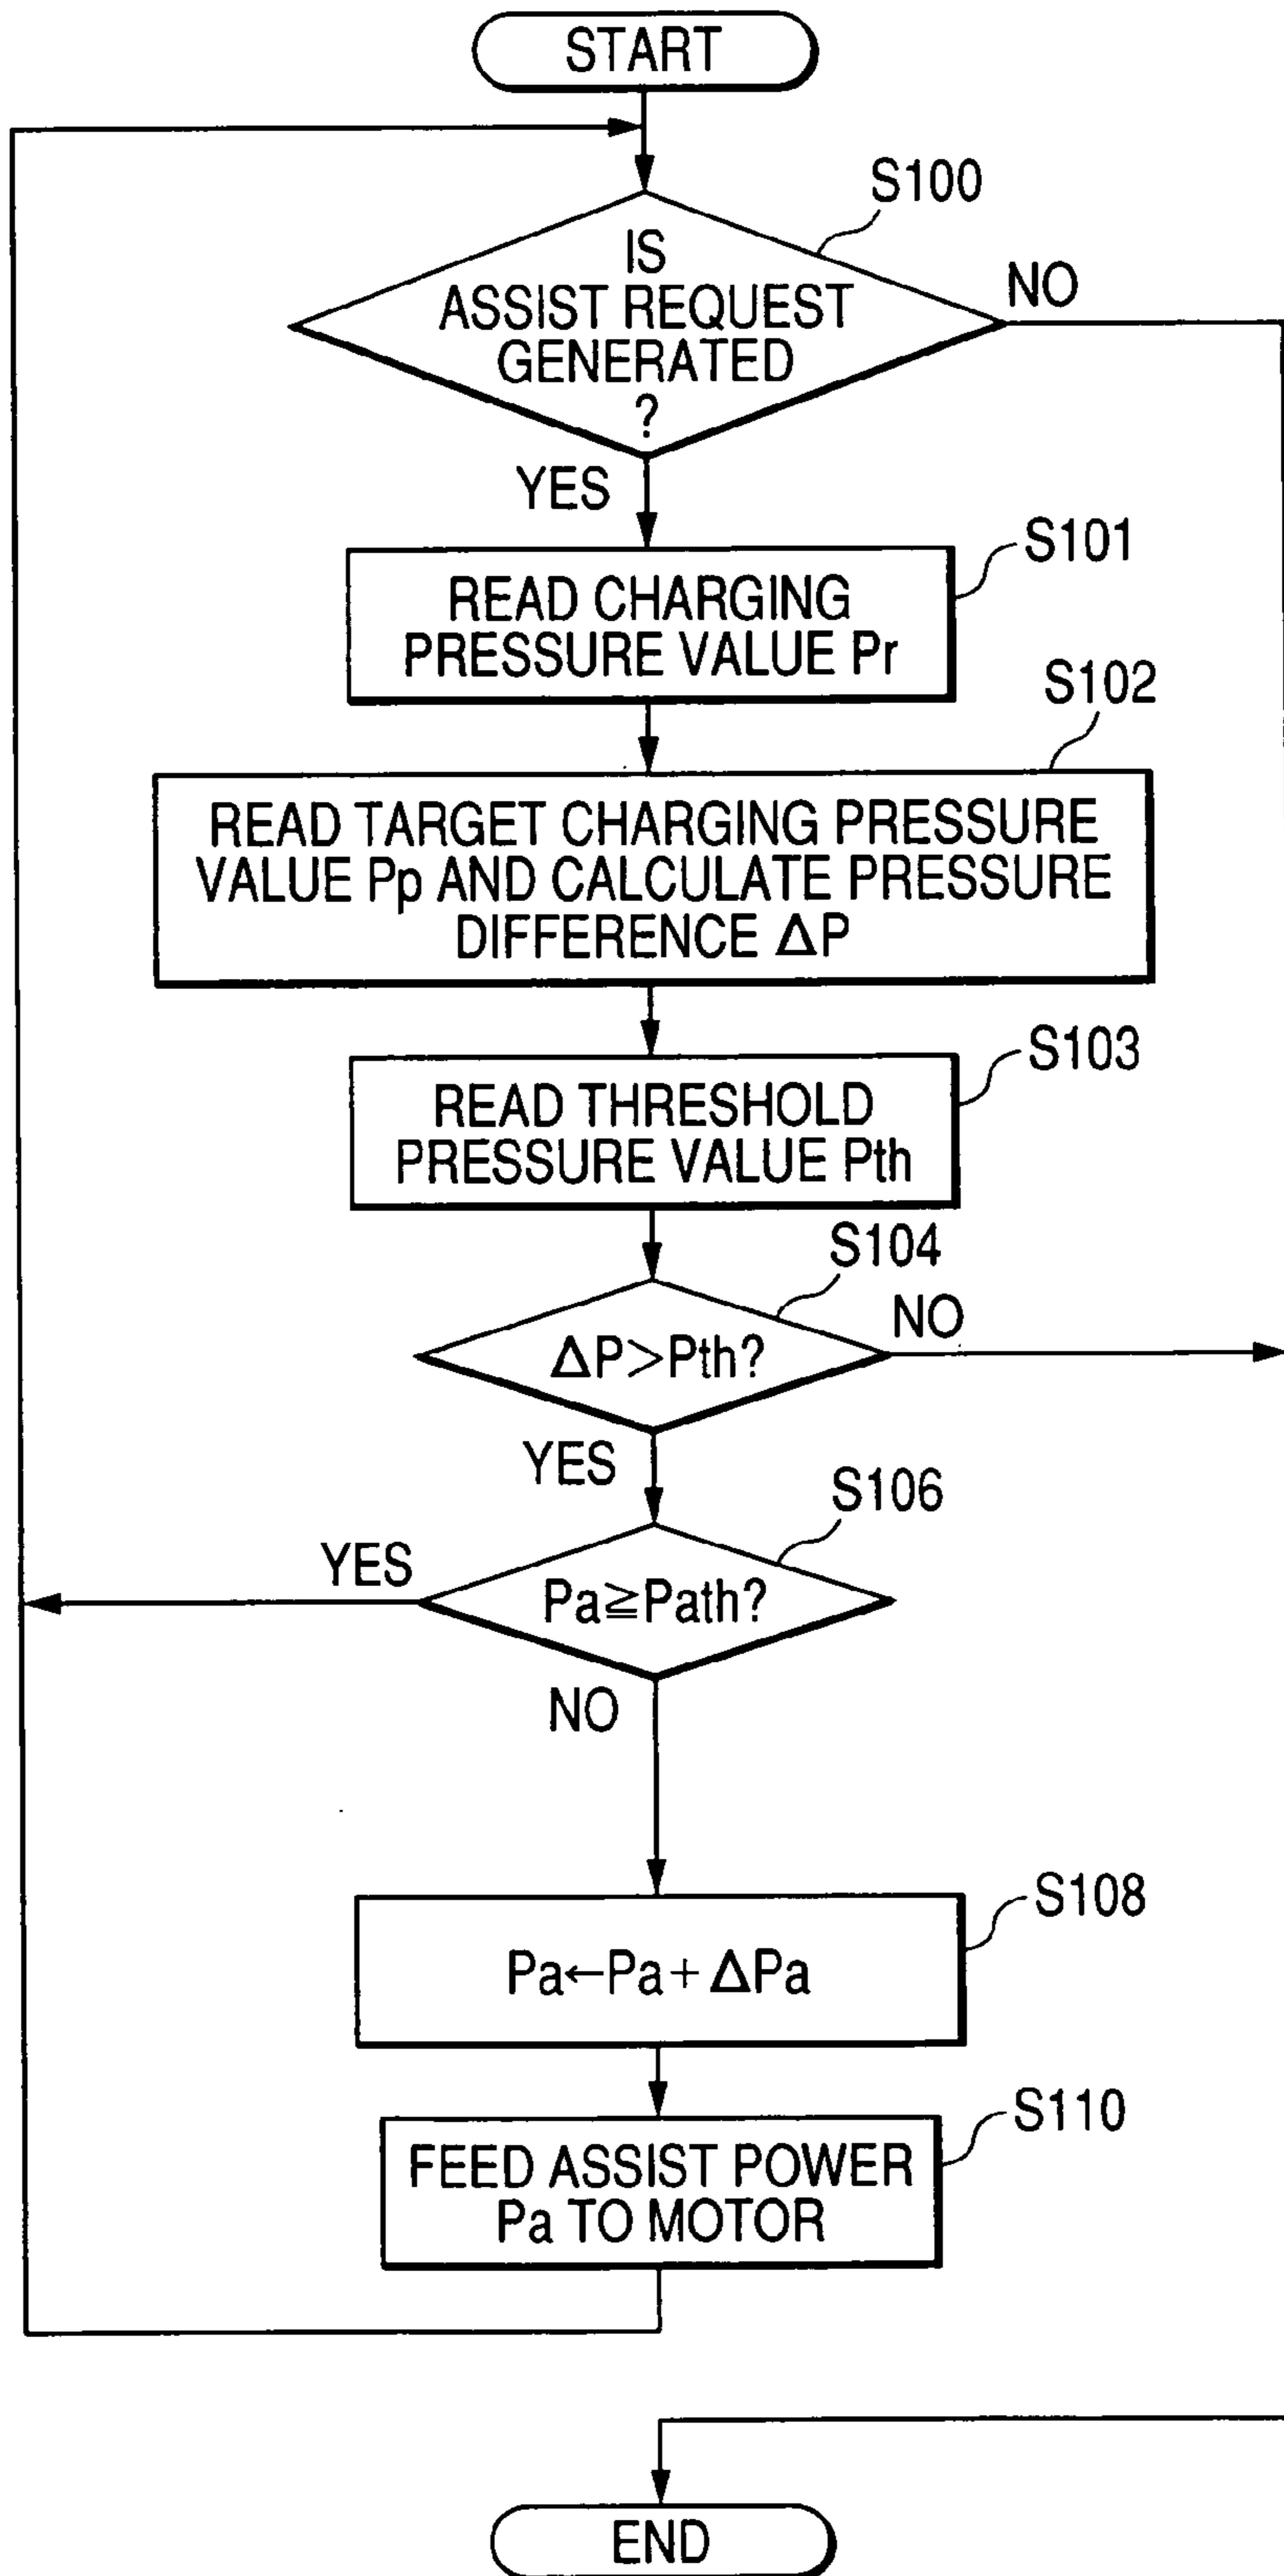 START
S100
IS
ASSIST REQUEST
GENERATED
?
NO
YES
S101
READ CHARGING
PRESSURE VALUE Pr
S102
READ TARGET CHARGING PRESSURE
VALUE Pp AND CALCULATE PRESSURE
DIFFERENCE ΔP
S103
READ THRESHOLD
PRESSURE VALUE Pth
S104
ΔP>Pth?
NO
YES
S106
Pa≧Path?
YES
NO
S108
Pa←Pa+ΔPa
S110
FEED ASSIST POWER
Pa TO MOTOR
END